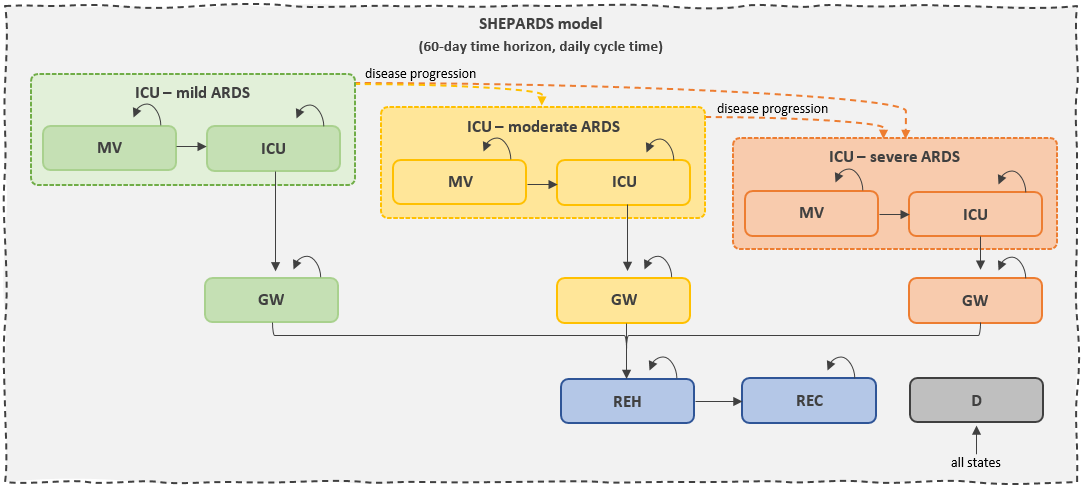 SHEPARDS model
(60-day time horizon, daily cycle time)
disease progression
ICU – mild ARDS
MV
ICU
disease progression
ICU – moderate ARDS
MV
ICU
ICU – severe ARDS
MV
ICU
GW
GW
GW
REH
REC
D
all states